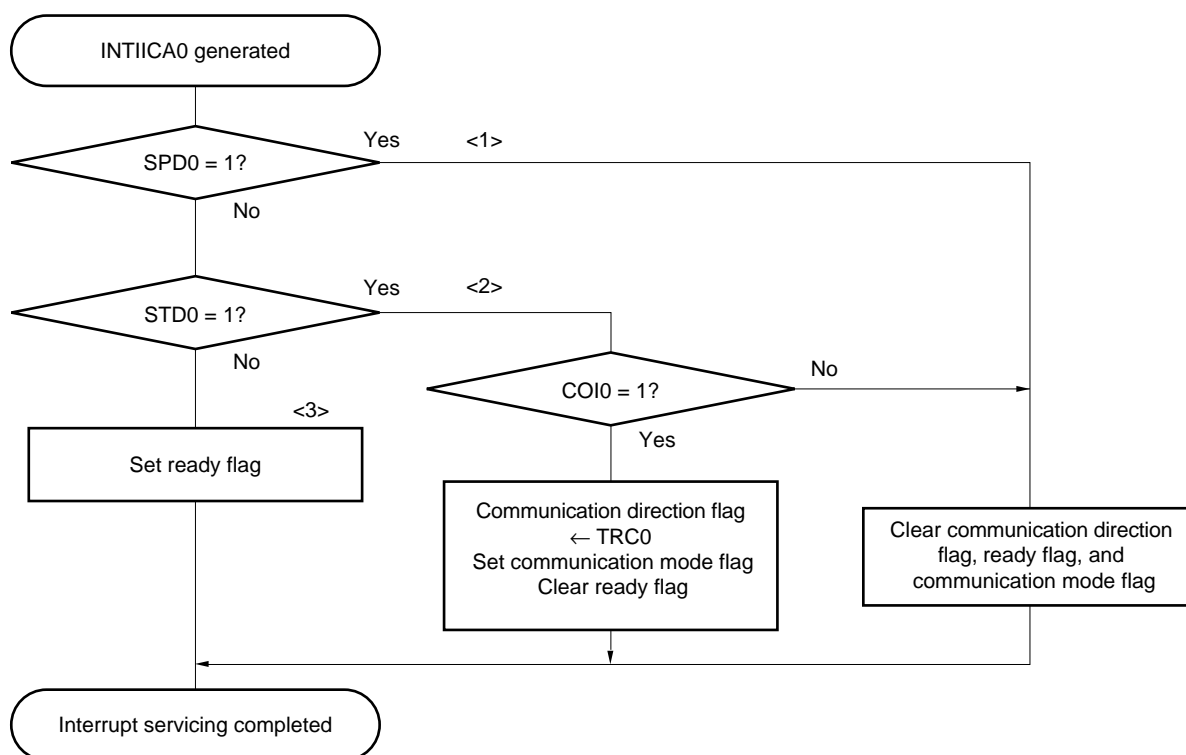 INTIICA0 generated
Yes
<1>
SPD0 = 1?
No
Yes
<2>
STD0 = 1?
No
COI0 = 1?
No
Yes
<3>
Set ready flag
Communication direction flag
← TRC0
Set communication mode flag
Clear ready flag
Clear communication direction
flag, ready flag, and
communication mode flag
Interrupt servicing completed